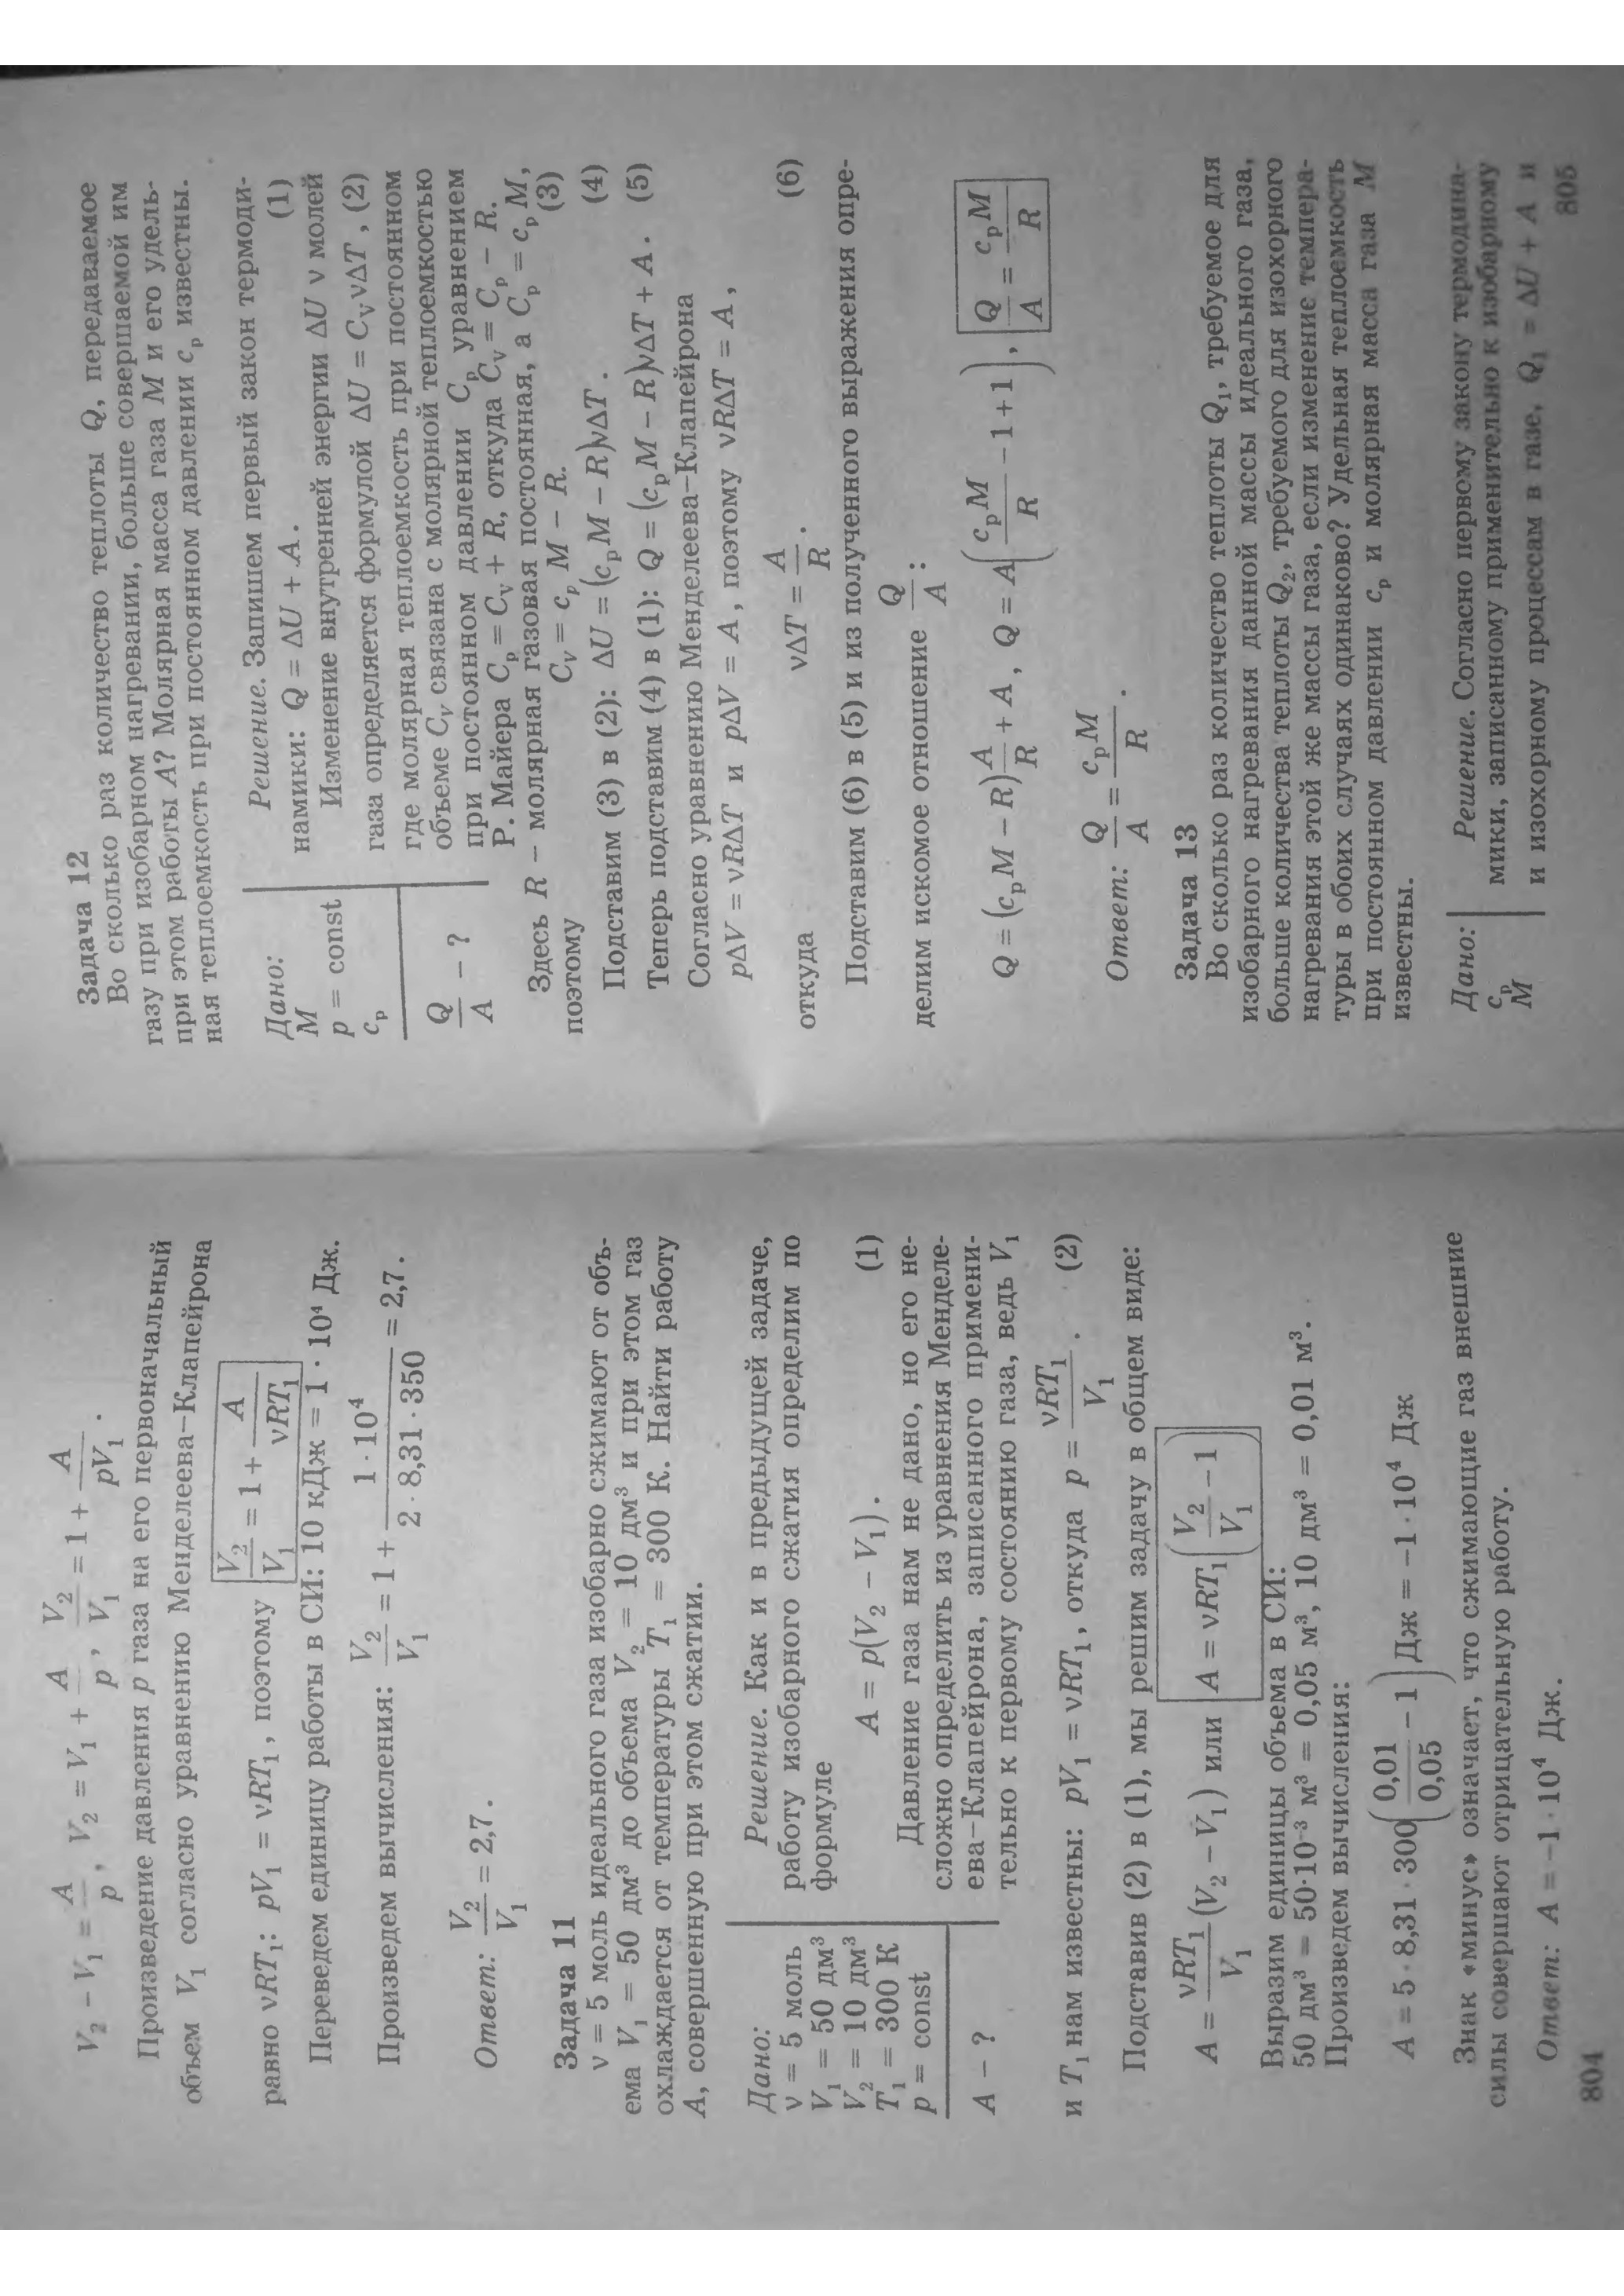 V₂ − V₁ = A/p, V₂ = V₁ + A/p, V₂/V₁ = 1 + A/(pV₁).
Произведение давления p газа на его первоначальный
объем V₁ согласно уравнению Менделеева–Клапейрона
равно νRT₁: pV₁ = νRT₁, поэтому V₂/V₁ = 1 + A/(νRT₁)
Переведем единицу работы в СИ: 10 кДж = 1 · 10⁴ Дж.
Произведем вычисления: V₂/V₁ = 1 + (1 · 10⁴)/(2 · 8,31 · 350) = 2,7.
Ответ: V₂/V₁ = 2,7.
Задача 11
ν = 5 моль идеального газа изобарно сжимают от объ-
ема V₁ = 50 дм³ до объема V₂ = 10 дм³ и при этом газ
охлаждается от температуры T₁ = 300 К. Найти работу
A, совершенную при этом сжатии.
Дано:
ν = 5 моль
V₁ = 50 дм³
V₂ = 10 дм³
T₁ = 300 К
p = const
A − ?
Решение. Как и в предыдущей задаче,
работу изобарного сжатия определим по
формуле
A = p(V₂ − V₁). (1)
Давление газа нам не дано, но его не-
сложно определить из уравнения Менделе-
ева–Клапейрона, записанного примени-
тельно к первому состоянию газа, ведь V₁
и T₁ нам известны: pV₁ = νRT₁, откуда p = νRT₁/V₁. (2)
Подставив (2) в (1), мы решим задачу в общем виде:
A = νRT₁/V₁ (V₂ − V₁) или A = νRT₁(V₂/V₁ − 1)
Выразим единицы объема в СИ:
50 дм³ = 50·10⁻³ м³ = 0,05 м³, 10 дм³ = 0,01 м³.
Произведем вычисления:
A = 5 · 8,31 · 300(0,01/0,05 − 1) Дж = −1 · 10⁴ Дж
Знак «минус» означает, что сжимающие газ внешние
силы совершают отрицательную работу.
Ответ: A = −1 · 10⁴ Дж.
804
Задача 12
Во сколько раз количество теплоты Q, передаваемое
газу при изобарном нагревании, больше совершаемой им
при этом работы A? Молярная масса газа M и его удель-
ная теплоемкость при постоянном давлении cₚ известны.
Дано:
M
p = const
cₚ
Q/A − ?
Решение. Запишем первый закон термоди-
намики: Q = ΔU + A. (1)
Изменение внутренней энергии ΔU ν молей
газа определяется формулой ΔU = CᵥνΔT, (2)
где молярная теплоемкость при постоянном
объеме Cᵥ связана с молярной теплоемкостью
при постоянном давлении Cₚ уравнением
Р. Майера Cₚ = Cᵥ + R, откуда Cᵥ = Cₚ − R.
Здесь R – молярная газовая постоянная, а Cₚ = cₚM,
поэтому Cᵥ = cₚ M − R. (3)
Подставим (3) в (2): ΔU = (cₚM − R)νΔT. (4)
Теперь подставим (4) в (1): Q = (cₚM − R)νΔT + A. (5)
Согласно уравнению Менделеева–Клапейрона
pΔV = νRΔT и pΔV = A, поэтому νRΔT = A,
откуда νΔT = A/R. (6)
Подставим (6) в (5) и из полученного выражения опре-
делим искомое отношение Q/A:
Q = (cₚM − R)A/R + A, Q = A(cₚM/R − 1 + 1), Q/A = cₚM/R
Ответ: Q/A = cₚM/R.
Задача 13
Во сколько раз количество теплоты Q₁, требуемое для
изобарного нагревания данной массы идеального газа,
больше количества теплоты Q₂, требуемого для изохорного
нагревания этой же массы газа, если изменение темпера-
туры в обоих случаях одинаково? Удельная теплоемкость
при постоянном давлении cₚ и молярная масса газа M
известны.
Дано:
cₚ
M
Решение. Согласно первому закону термодина-
мики, записанному применительно к изобарному
и изохорному процессам в газе, Q₁ = ΔU + A и
805